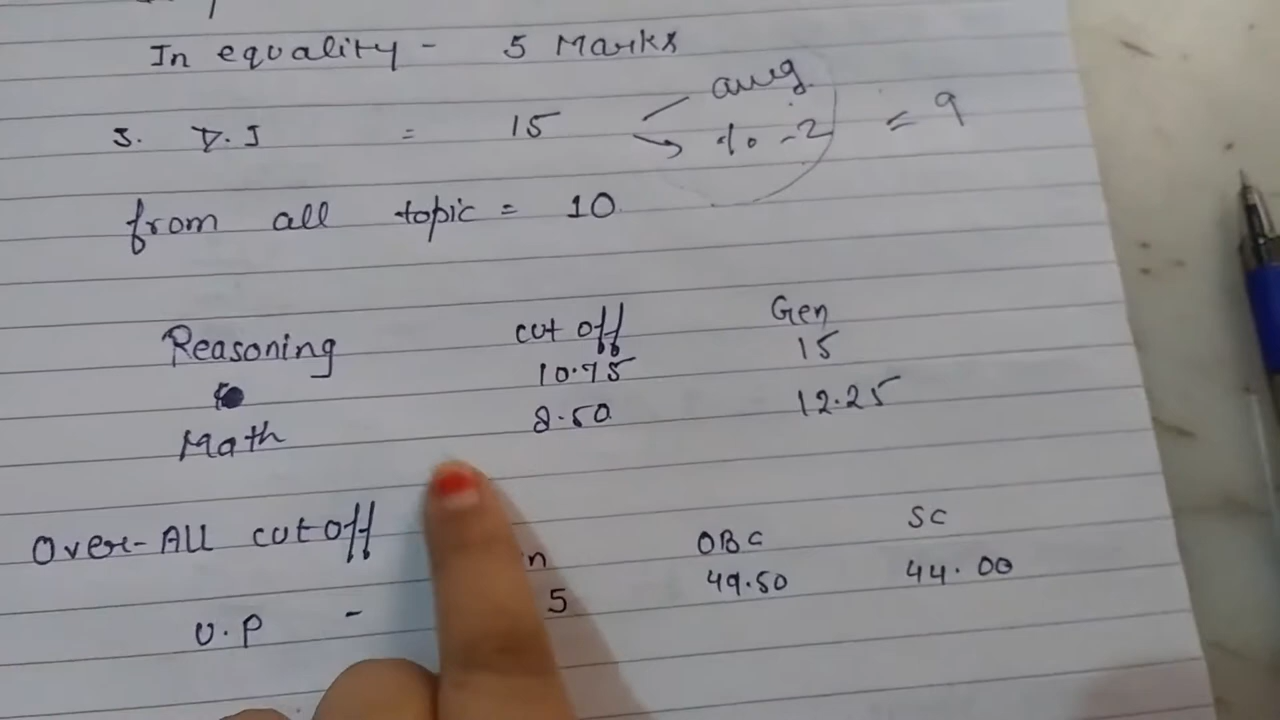 In equality - 5 Marks
3. D.I = 15 avg. to -2 = 9
from all topic = 10
Reasoning cut off Gen
10.75 15
Math 8.50 12.25
Over-All cut off n OBC SC
U.P - 5 49.50 44.00